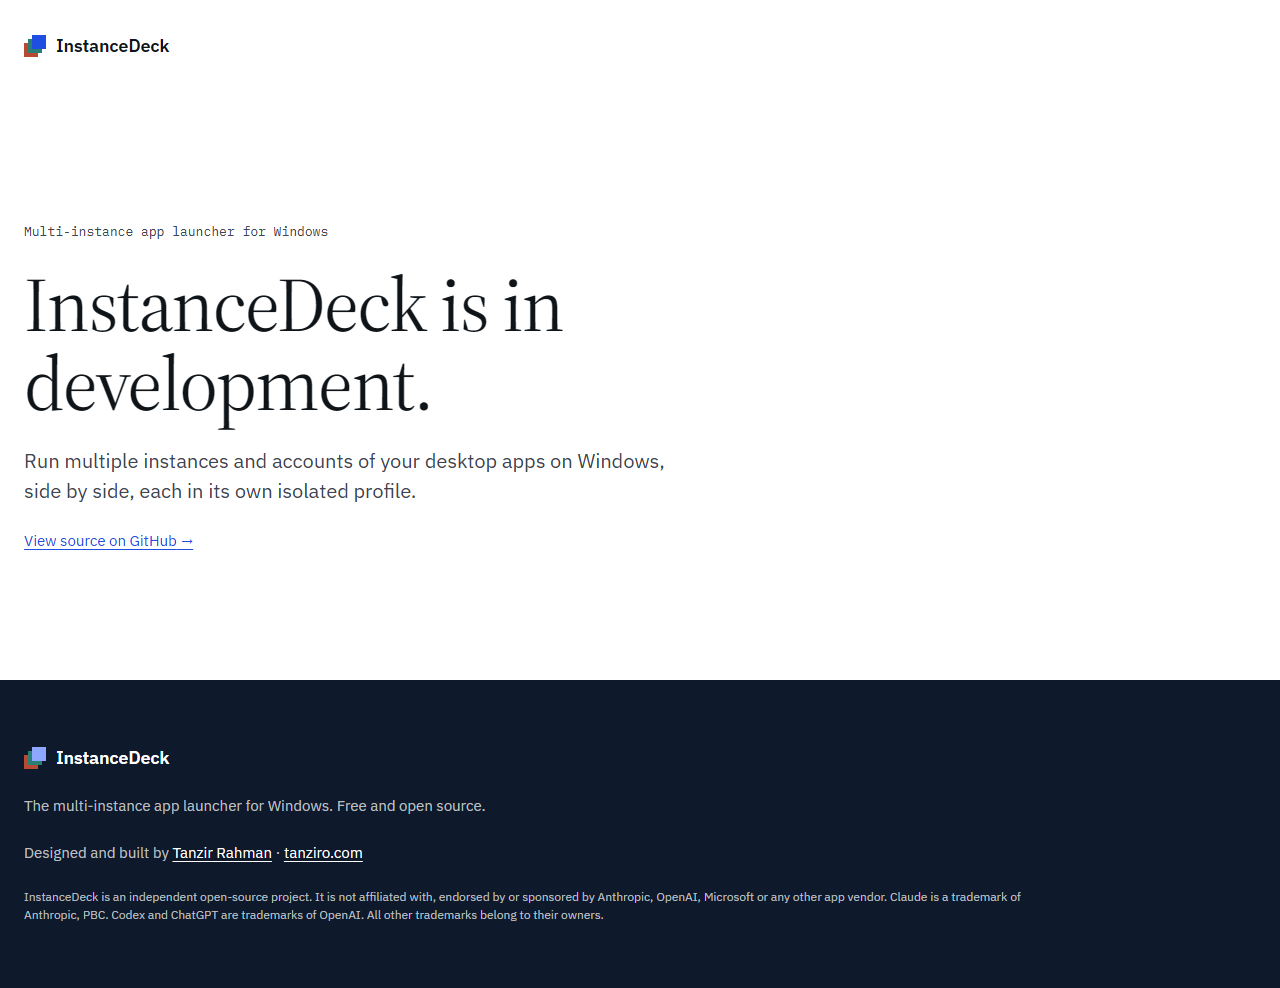 InstanceDeck
Multi-instance app launcher for Windows
InstanceDeck is in
development.
Run multiple instances and accounts of your desktop apps on Windows,
side by side, each in its own isolated profile.
View source on GitHub →
InstanceDeck
The multi-instance app launcher for Windows. Free and open source.
Designed and built by Tanzir Rahman · tanziro.com
InstanceDeck is an independent open-source project. It is not affiliated with, endorsed by or sponsored by Anthropic, OpenAI, Microsoft or any other app vendor. Claude is a trademark of
Anthropic, PBC. Codex and ChatGPT are trademarks of OpenAI. All other trademarks belong to their owners.